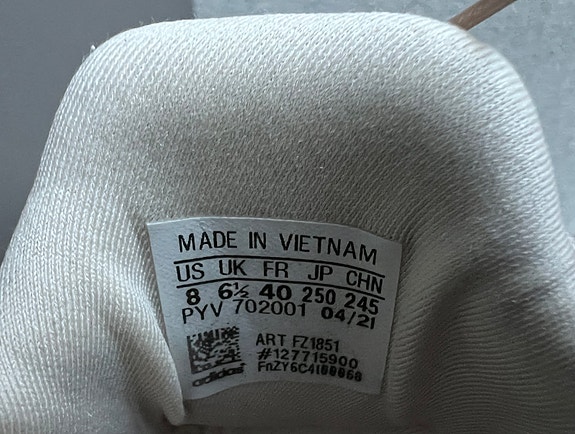 MADE IN VIETNAM
US UK FR JP CHN
8 6½ 40 250 245
PYV 702001 04/21
ART FZ1851
#127715900
adidas